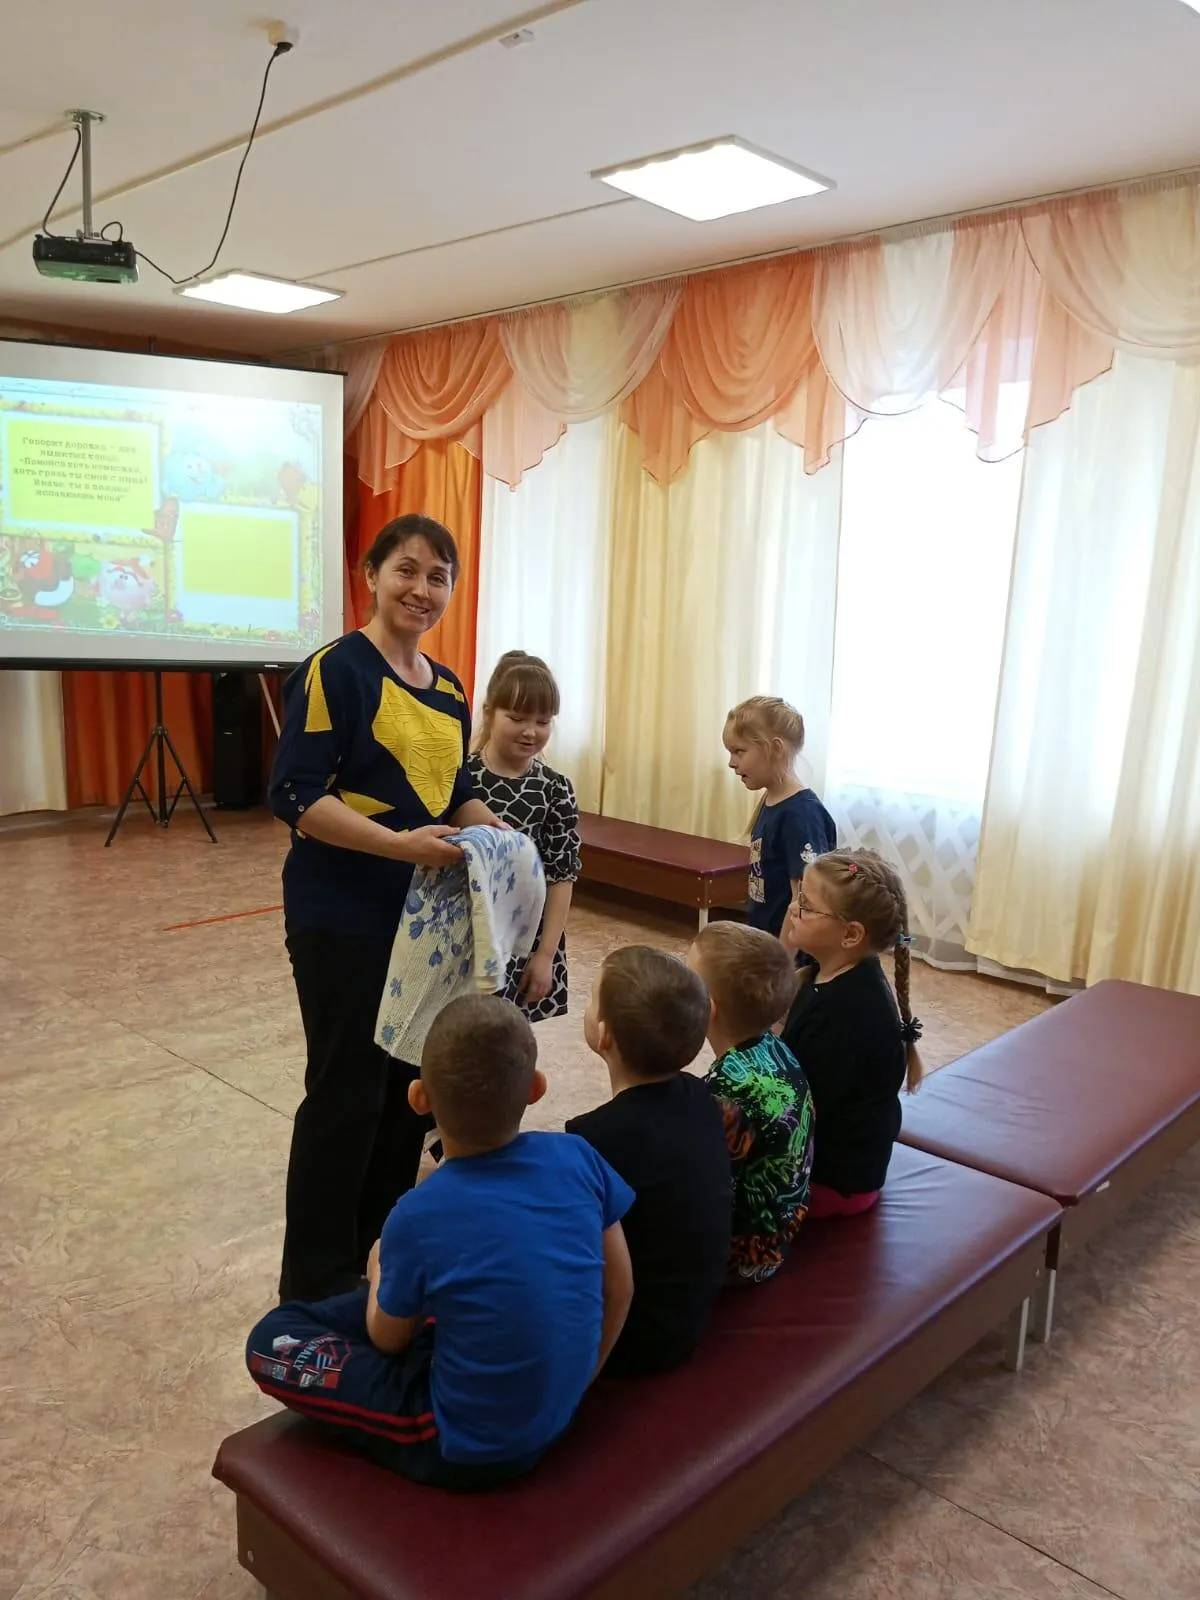 Говорит дорожка – два
вышитых конца:
"Помойся хоть немножко,
хоть грязь ты смой с лица!
Иначе, ты в полдня
испачкаешь меня"